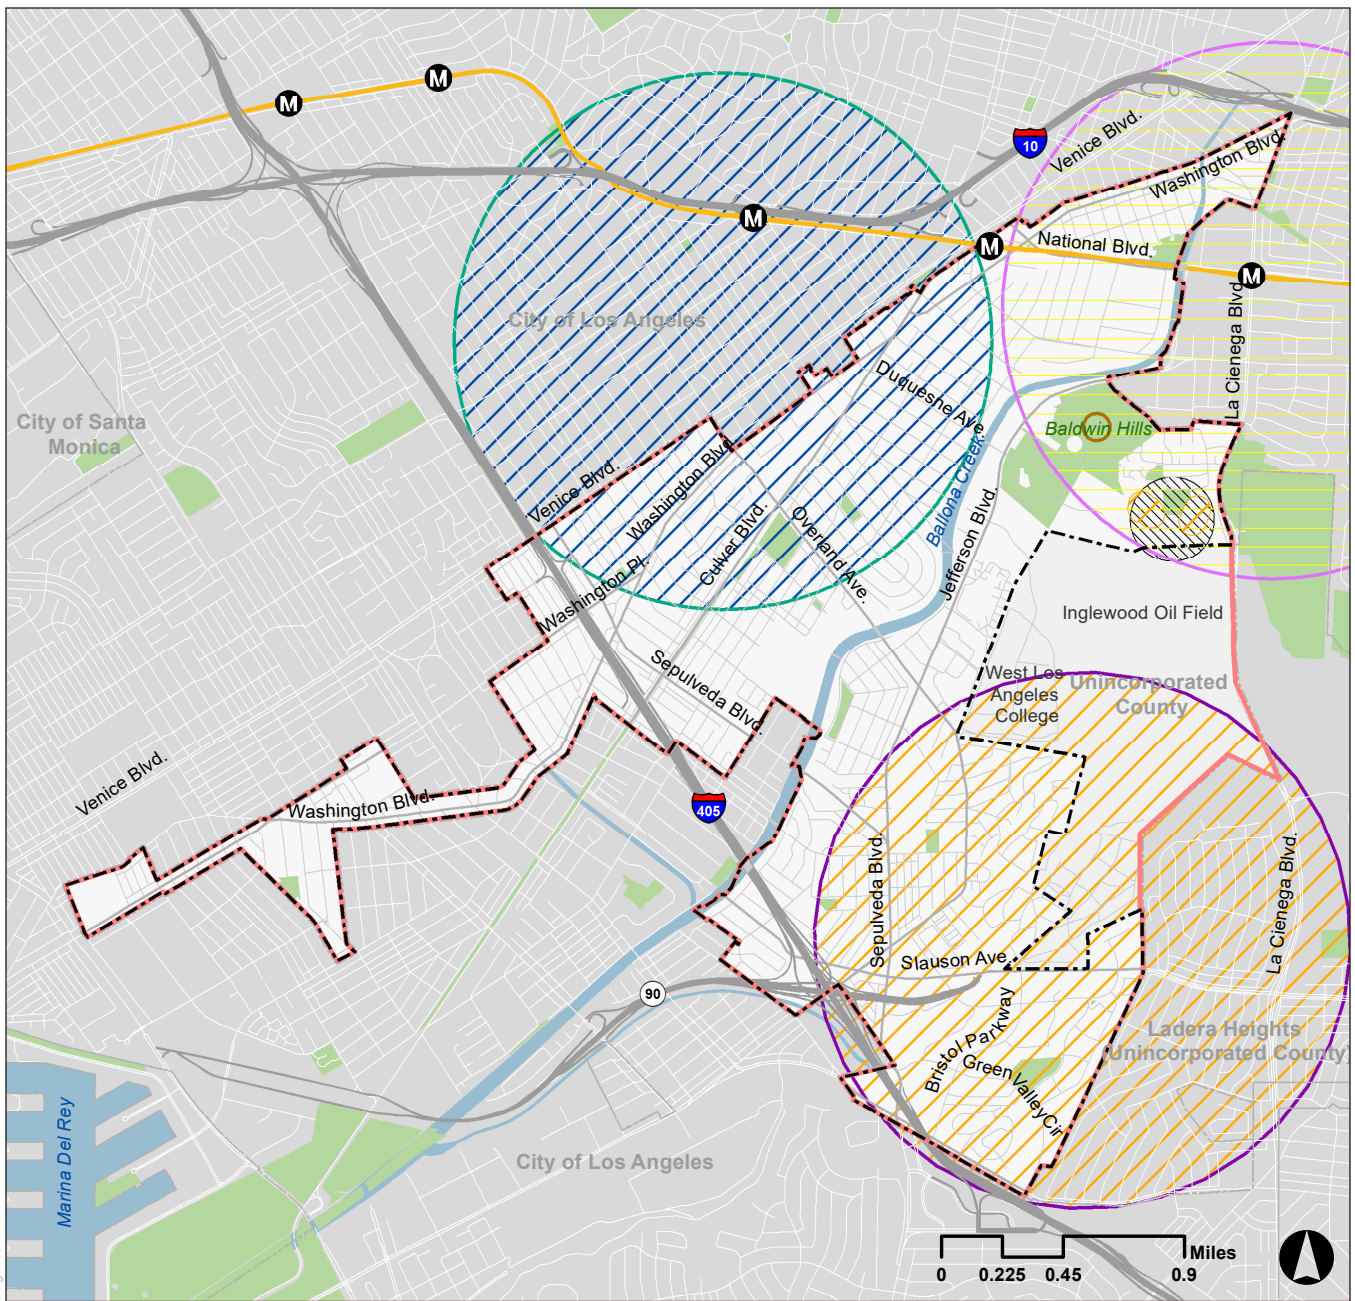 M
M
10
Venice Blvd.
Washington Blvd.
M
M
National Blvd.
M
La Cienega Blvd.
City of Los Angeles
Duquesne Ave.
City of Santa
Monica
Baldwin Hills
Venice Blvd.
Washington Blvd.
Culver Blvd.
Overland Ave.
Ballona Creek
Jefferson Blvd.
Washington Pl.
Inglewood Oil Field
Sepulveda Blvd.
West Los
Angeles
College
Unincorporated
County
Venice Blvd.
Washington Blvd.
405
Sepulveda Blvd.
La Cienega Blvd.
Slauson Ave.
90
Bristol Parkway
Green Valley Cir
Ladera Heights
(Unincorporated County)
Marina Del Rey
City of Los Angeles
Miles
0 0.225 0.45 0.9